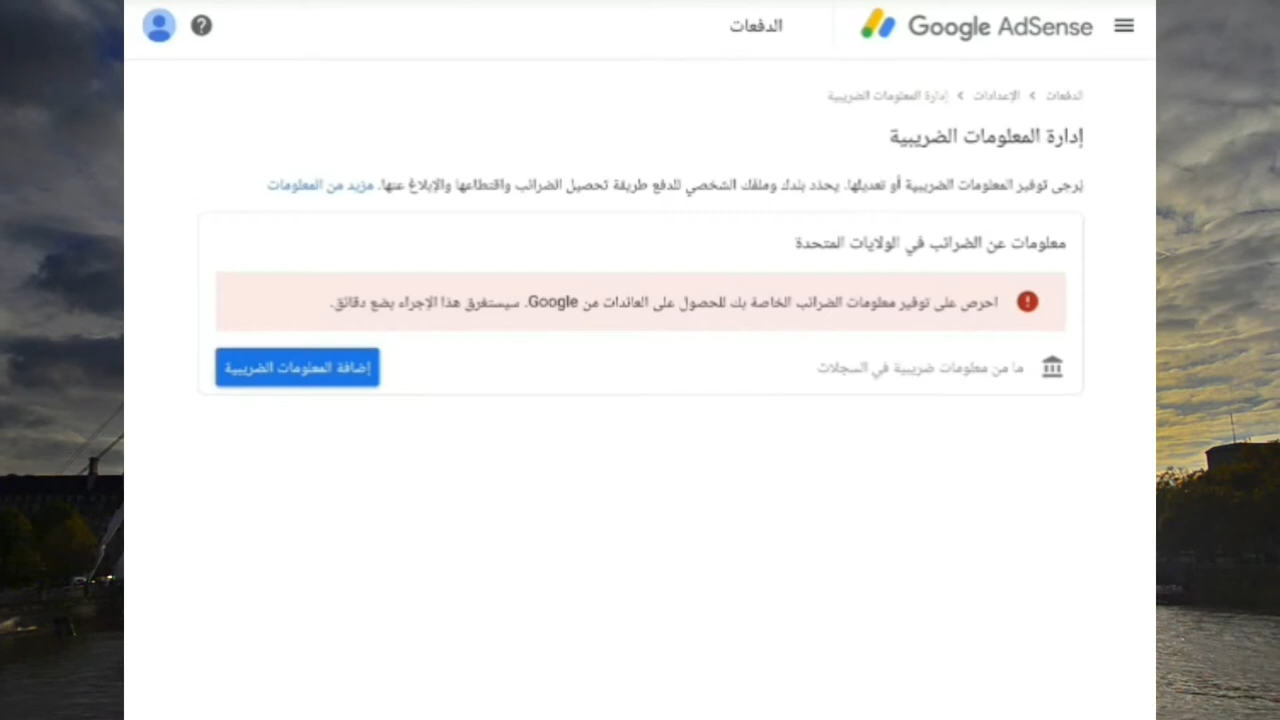 Google AdSense
الدفعات
الدفعات > الإعدادات > إدارة المعلومات الضريبية
إدارة المعلومات الضريبية
يُرجى توفير المعلومات الضريبية أو تعديلها. يحدّد بلدك وملفك الشخصي للدفع طريقة تحصيل الضرائب واقتطاعها والإبلاغ عنها. مزيد من المعلومات
معلومات عن الضرائب في الولايات المتحدة
احرص على توفير معلومات الضرائب الخاصة بك للحصول على العائدات من Google. سيستغرق هذا الإجراء بضع دقائق.
ما من معلومات ضريبية في السجلات
إضافة المعلومات الضريبية